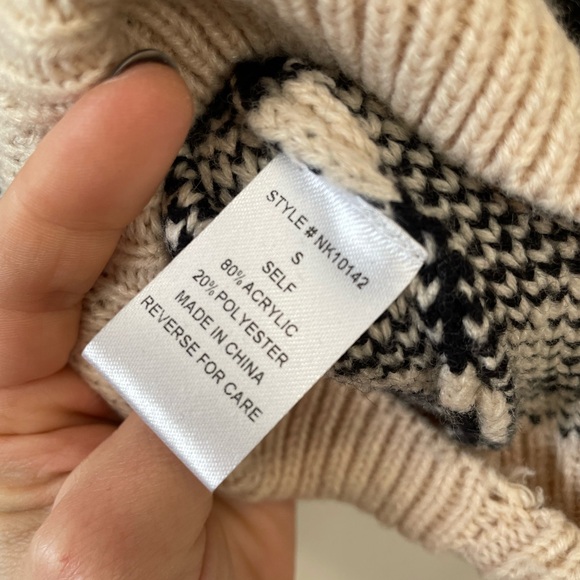 STYLE # NK10142
S
SELF
80% ACRYLIC
20% POLYESTER
MADE IN CHINA
REVERSE FOR CARE